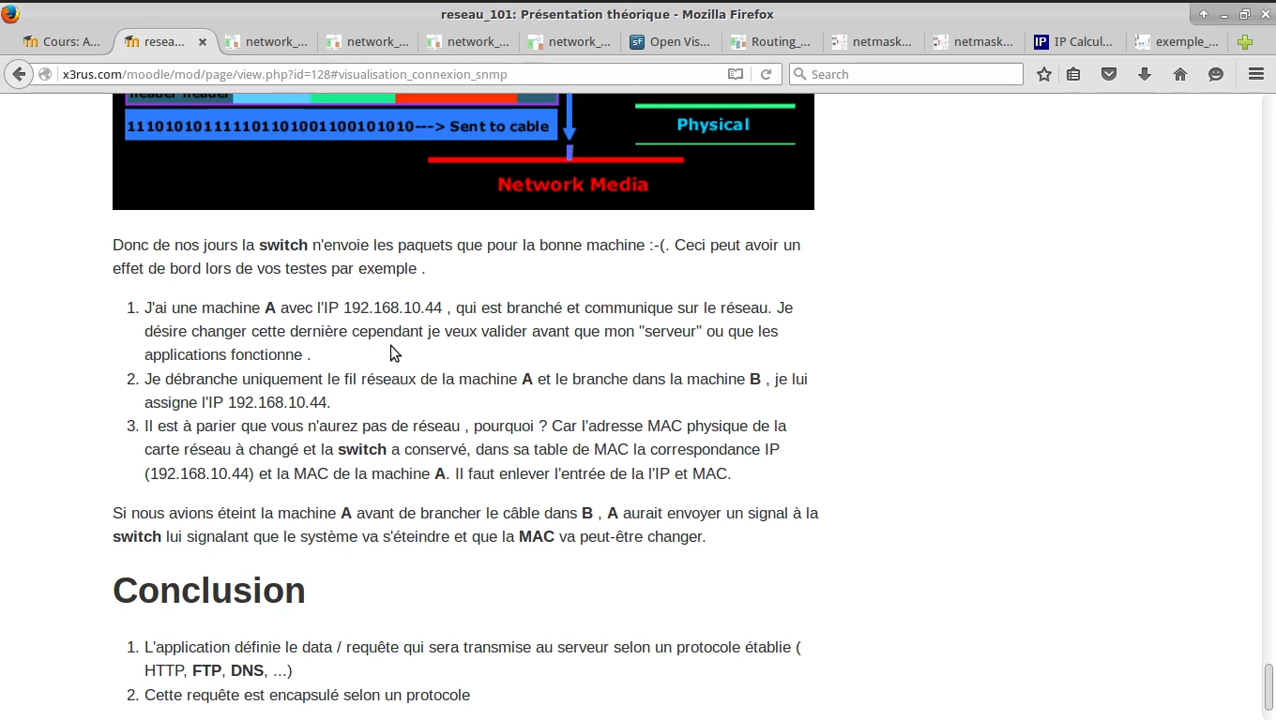 reseau_101: Présentation théorique - Mozilla Firefox
Cours: A...
resea...
network_...
network_...
network_...
network_...
Open Vis...
Routing_...
netmask...
netmask...
IP Calcul...
exemple_...
x3rus.com/moodle/mod/page/view.php?id=128#visualisation_connexion_snmp
Search
header header
11101010111110110100110010101 0---> Sent to cable
Physical
Network Media
Donc de nos jours la switch n'envoie les paquets que pour la bonne machine :-(. Ceci peut avoir un
effet de bord lors de vos testes par exemple .
1. J'ai une machine A avec l'IP 192.168.10.44 , qui est branché et communique sur le réseau. Je
désire changer cette dernière cependant je veux valider avant que mon "serveur" ou que les
applications fonctionne .
2. Je débranche uniquement le fil réseaux de la machine A et le branche dans la machine B , je lui
assigne l'IP 192.168.10.44.
3. Il est à parier que vous n'aurez pas de réseau , pourquoi ? Car l'adresse MAC physique de la
carte réseau à changé et la switch a conservé, dans sa table de MAC la correspondance IP
(192.168.10.44) et la MAC de la machine A. Il faut enlever l'entrée de la l'IP et MAC.
Si nous avions éteint la machine A avant de brancher le câble dans B , A aurait envoyer un signal à la
switch lui signalant que le système va s'éteindre et que la MAC va peut-être changer.
Conclusion
1. L'application définie le data / requête qui sera transmise au serveur selon un protocole établie (
HTTP, FTP, DNS, ...)
2. Cette requête est encapsulé selon un protocole